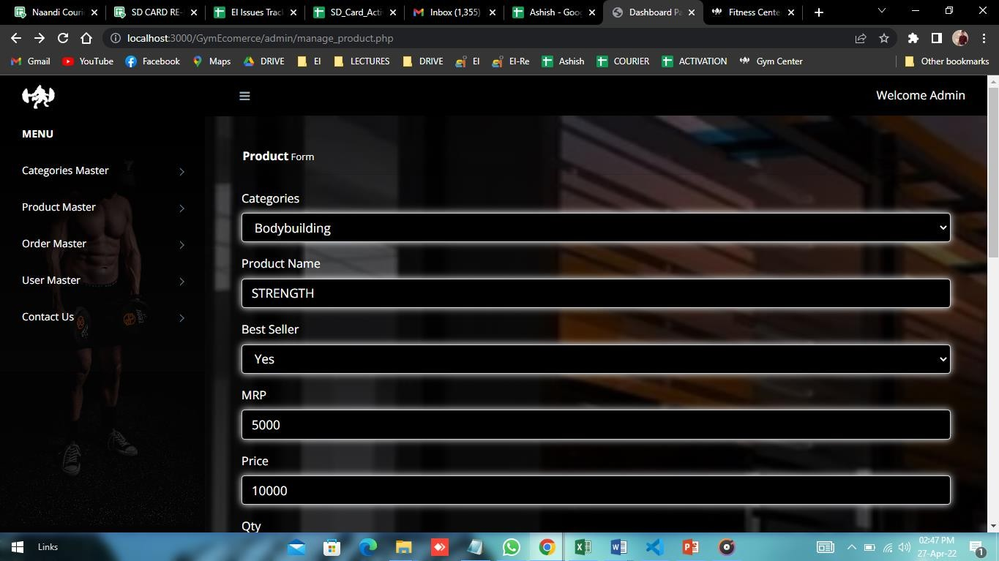 Naandi Couri
SD CARD RE-
EI Issues Trac
SD_Card_Acti
Inbox (1,355)
Ashish - Goo
Dashboard Pa
Fitness Cente
localhost:3000/GymEcomerce/admin/manage_product.php
Gmail YouTube Facebook Maps DRIVE EI LECTURES DRIVE EI EI-Re Ashish COURIER ACTIVATION Gym Center Other bookmarks
Welcome Admin
MENU
Categories Master
Product Master
Order Master
User Master
Contact Us
Product Form
Categories
Bodybuilding
Product Name
STRENGTH
Best Seller
Yes
MRP
5000
Price
10000
Qty
Links
02:47 PM
27-Apr-22
1